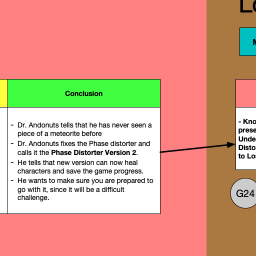 Lo
Conclusion
- Dr. Andonuts tells that he has never seen a
piece of a meteorite before
- Dr. Andonuts fixes the Phase distorter and
calls it the Phase Distorter Version 2.
- He tells that new version can now heal
characters and save the game progress.
- He wants to make sure you are prepared to
go with it, since it will be a difficult
challenge.
- Kno
prese
Unde
Disto
to Lo
G24